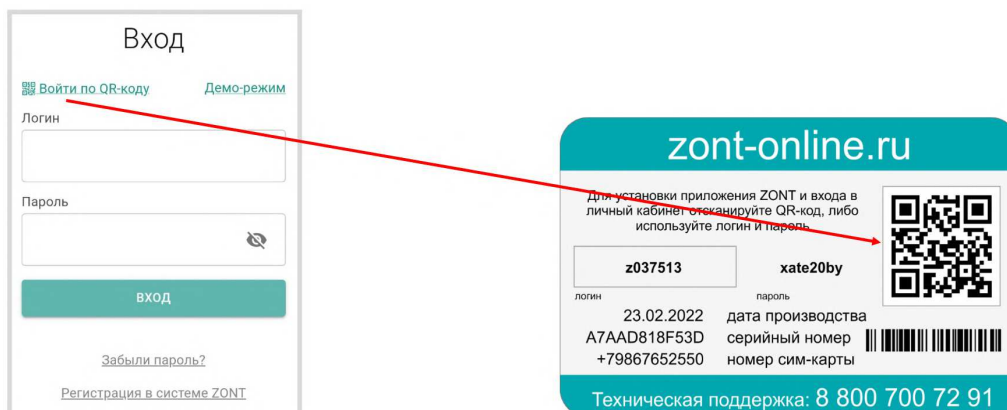 Вход
Войти по QR-коду
Демо-режим
Логин
Пароль
ВХОД
Забыли пароль?
Регистрация в системе ZONT
zont-online.ru
Для установки приложения ZONT и входа в
личный кабинет отсканируйте QR-код, либо
используйте логин и пароль
z037513
xate20by
логин
пароль
23.02.2022 дата производства
A7AAD818F53D серийный номер
+79867652550 номер сим-карты
Техническая поддержка: 8 800 700 72 91